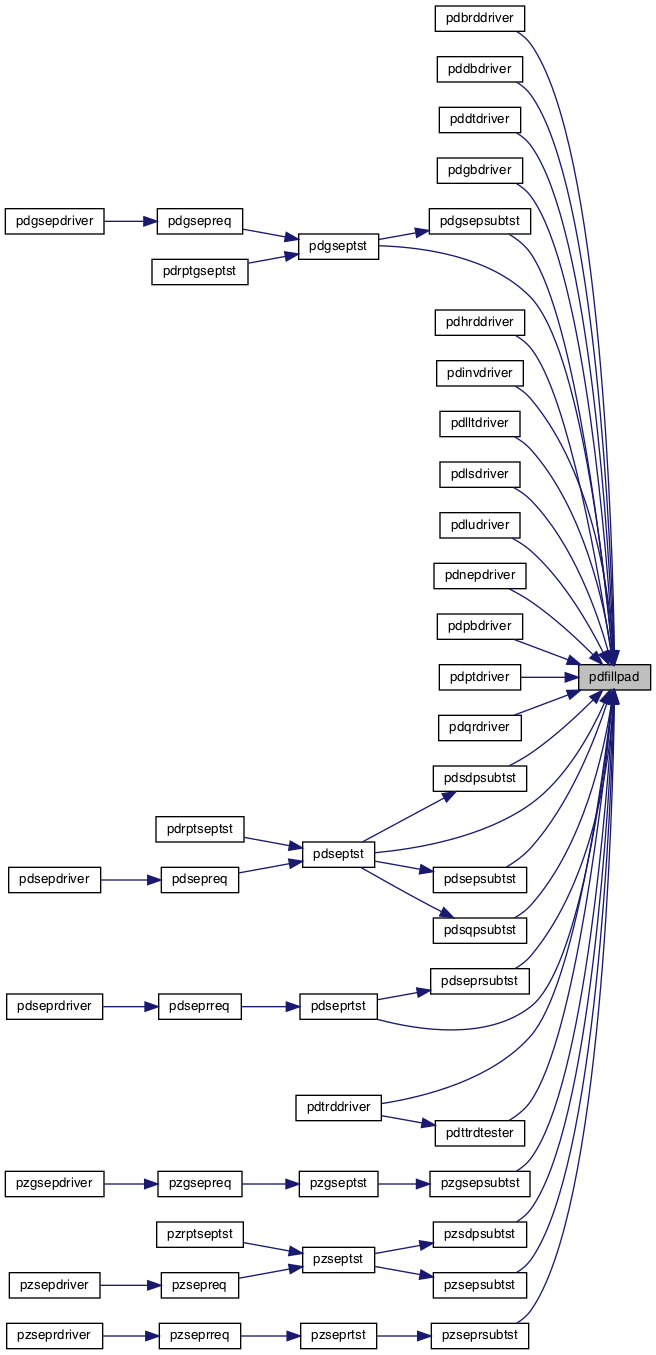 pdbrddriver
pddbdriver
pddtdriver
pdgbdriver
pdgsepdriver
pdgsepreq
pdgsepsubtst
pdgseptst
pdrptgseptst
pdhrddriver
pdinvdriver
pdlltdriver
pdlsdriver
pdludriver
pdnepdriver
pdpbdriver
pdptdriver
pdfillpad
pdqrdriver
pdsdpsubtst
pdrptseptst
pdseptst
pdsepdriver
pdsepreq
pdsepsubtst
pdsqpsubtst
pdseprsubtst
pdseprdriver
pdseprreq
pdseprtst
pdtrddriver
pdttrdtester
pzgsepdriver
pzgsepreq
pzgseptst
pzgsepsubtst
pzrptseptst
pzsdpsubtst
pzseptst
pzsepdriver
pzsepreq
pzsepsubtst
pzseprdriver
pzseprreq
pzseprtst
pzseprsubtst